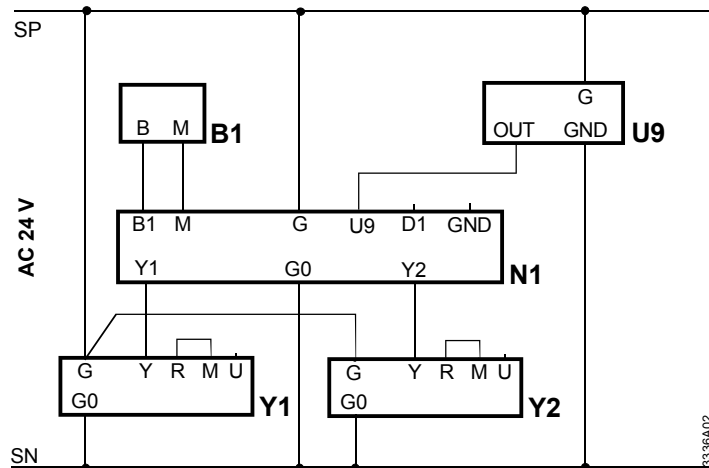 SP
G
B M B1
OUT GND U9
AC 24 V
B1 M G U9 D1 GND
Y1 G0 Y2 N1
G Y R M U
G0 Y1
G Y R M U
G0 Y2
SN
3336A02